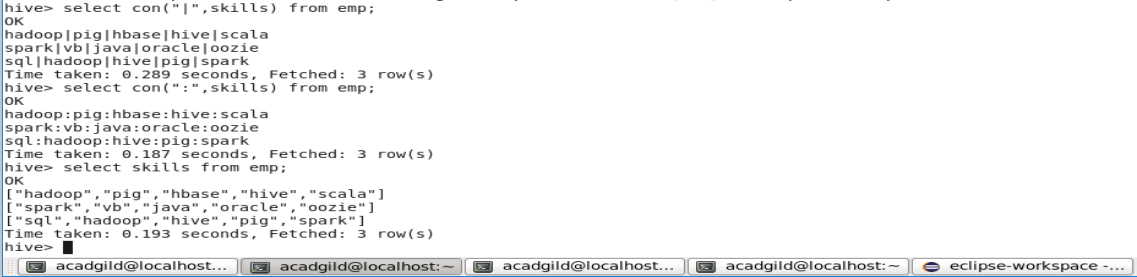 hive> select con("|",skills) from emp;
OK
hadoop|pig|hbase|hive|scala
spark|vb|java|oracle|oozie
sql|hadoop|hive|pig|spark
Time taken: 0.289 seconds, Fetched: 3 row(s)
hive> select con(":",skills) from emp;
OK
hadoop:pig:hbase:hive:scala
spark:vb:java:oracle:oozie
sql:hadoop:hive:pig:spark
Time taken: 0.187 seconds, Fetched: 3 row(s)
hive> select skills from emp;
OK
["hadoop","pig","hbase","hive","scala"]
["spark","vb","java","oracle","oozie"]
["sql","hadoop","hive","pig","spark"]
Time taken: 0.193 seconds, Fetched: 3 row(s)
hive>
acadgild@localhost... acadgild@localhost:~ acadgild@localhost... acadgild@localhost:~ eclipse-workspace -...